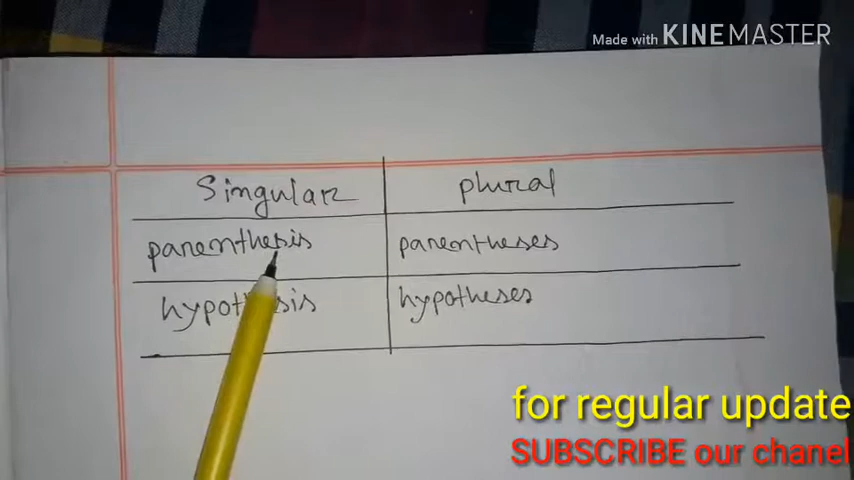 Made with KINEMASTER
Singular plural
parenthesis parentheses
hypothesis hypotheses
for regular update
SUBSCRIBE our chanel